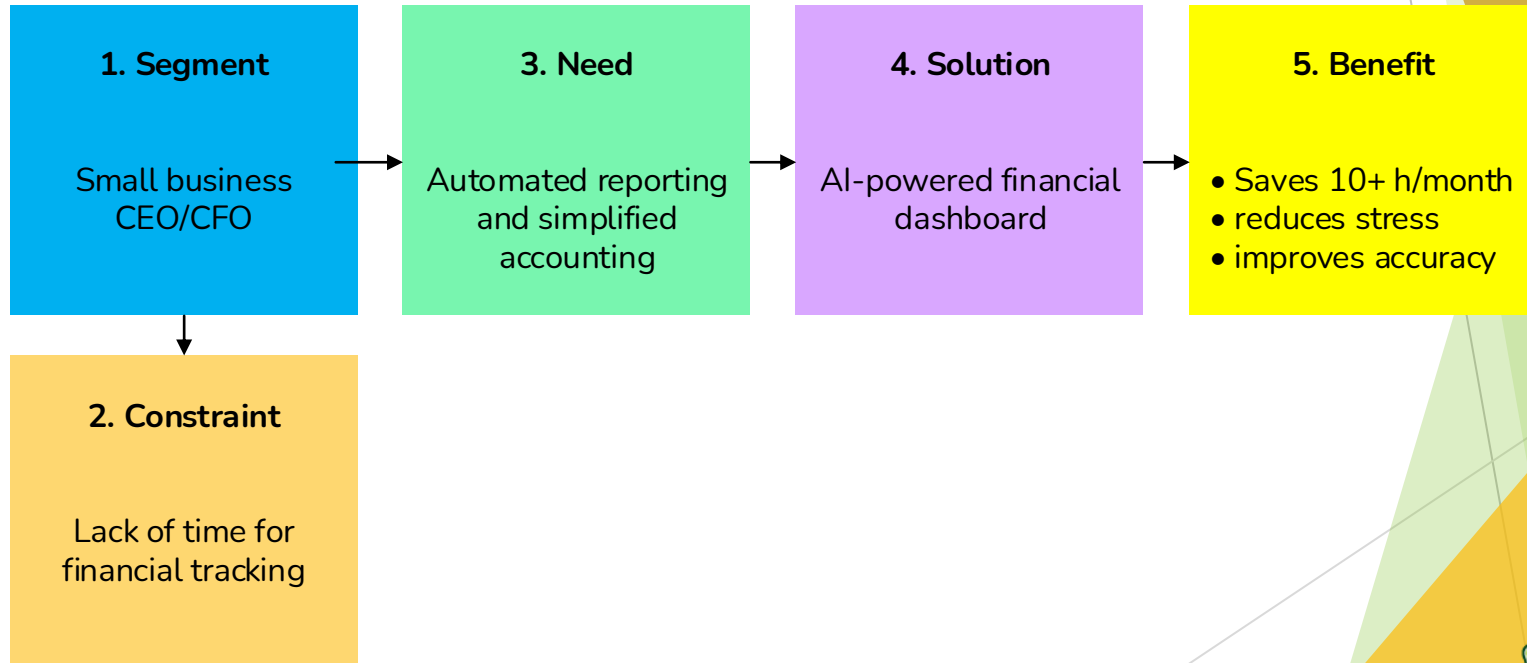 1. Segment
Small business
CEO/CFO
2. Constraint
Lack of time for
financial tracking
3. Need
Automated reporting
and simplified
accounting
4. Solution
AI-powered financial
dashboard
5. Benefit
• Saves 10+ h/month
• reduces stress
• improves accuracy